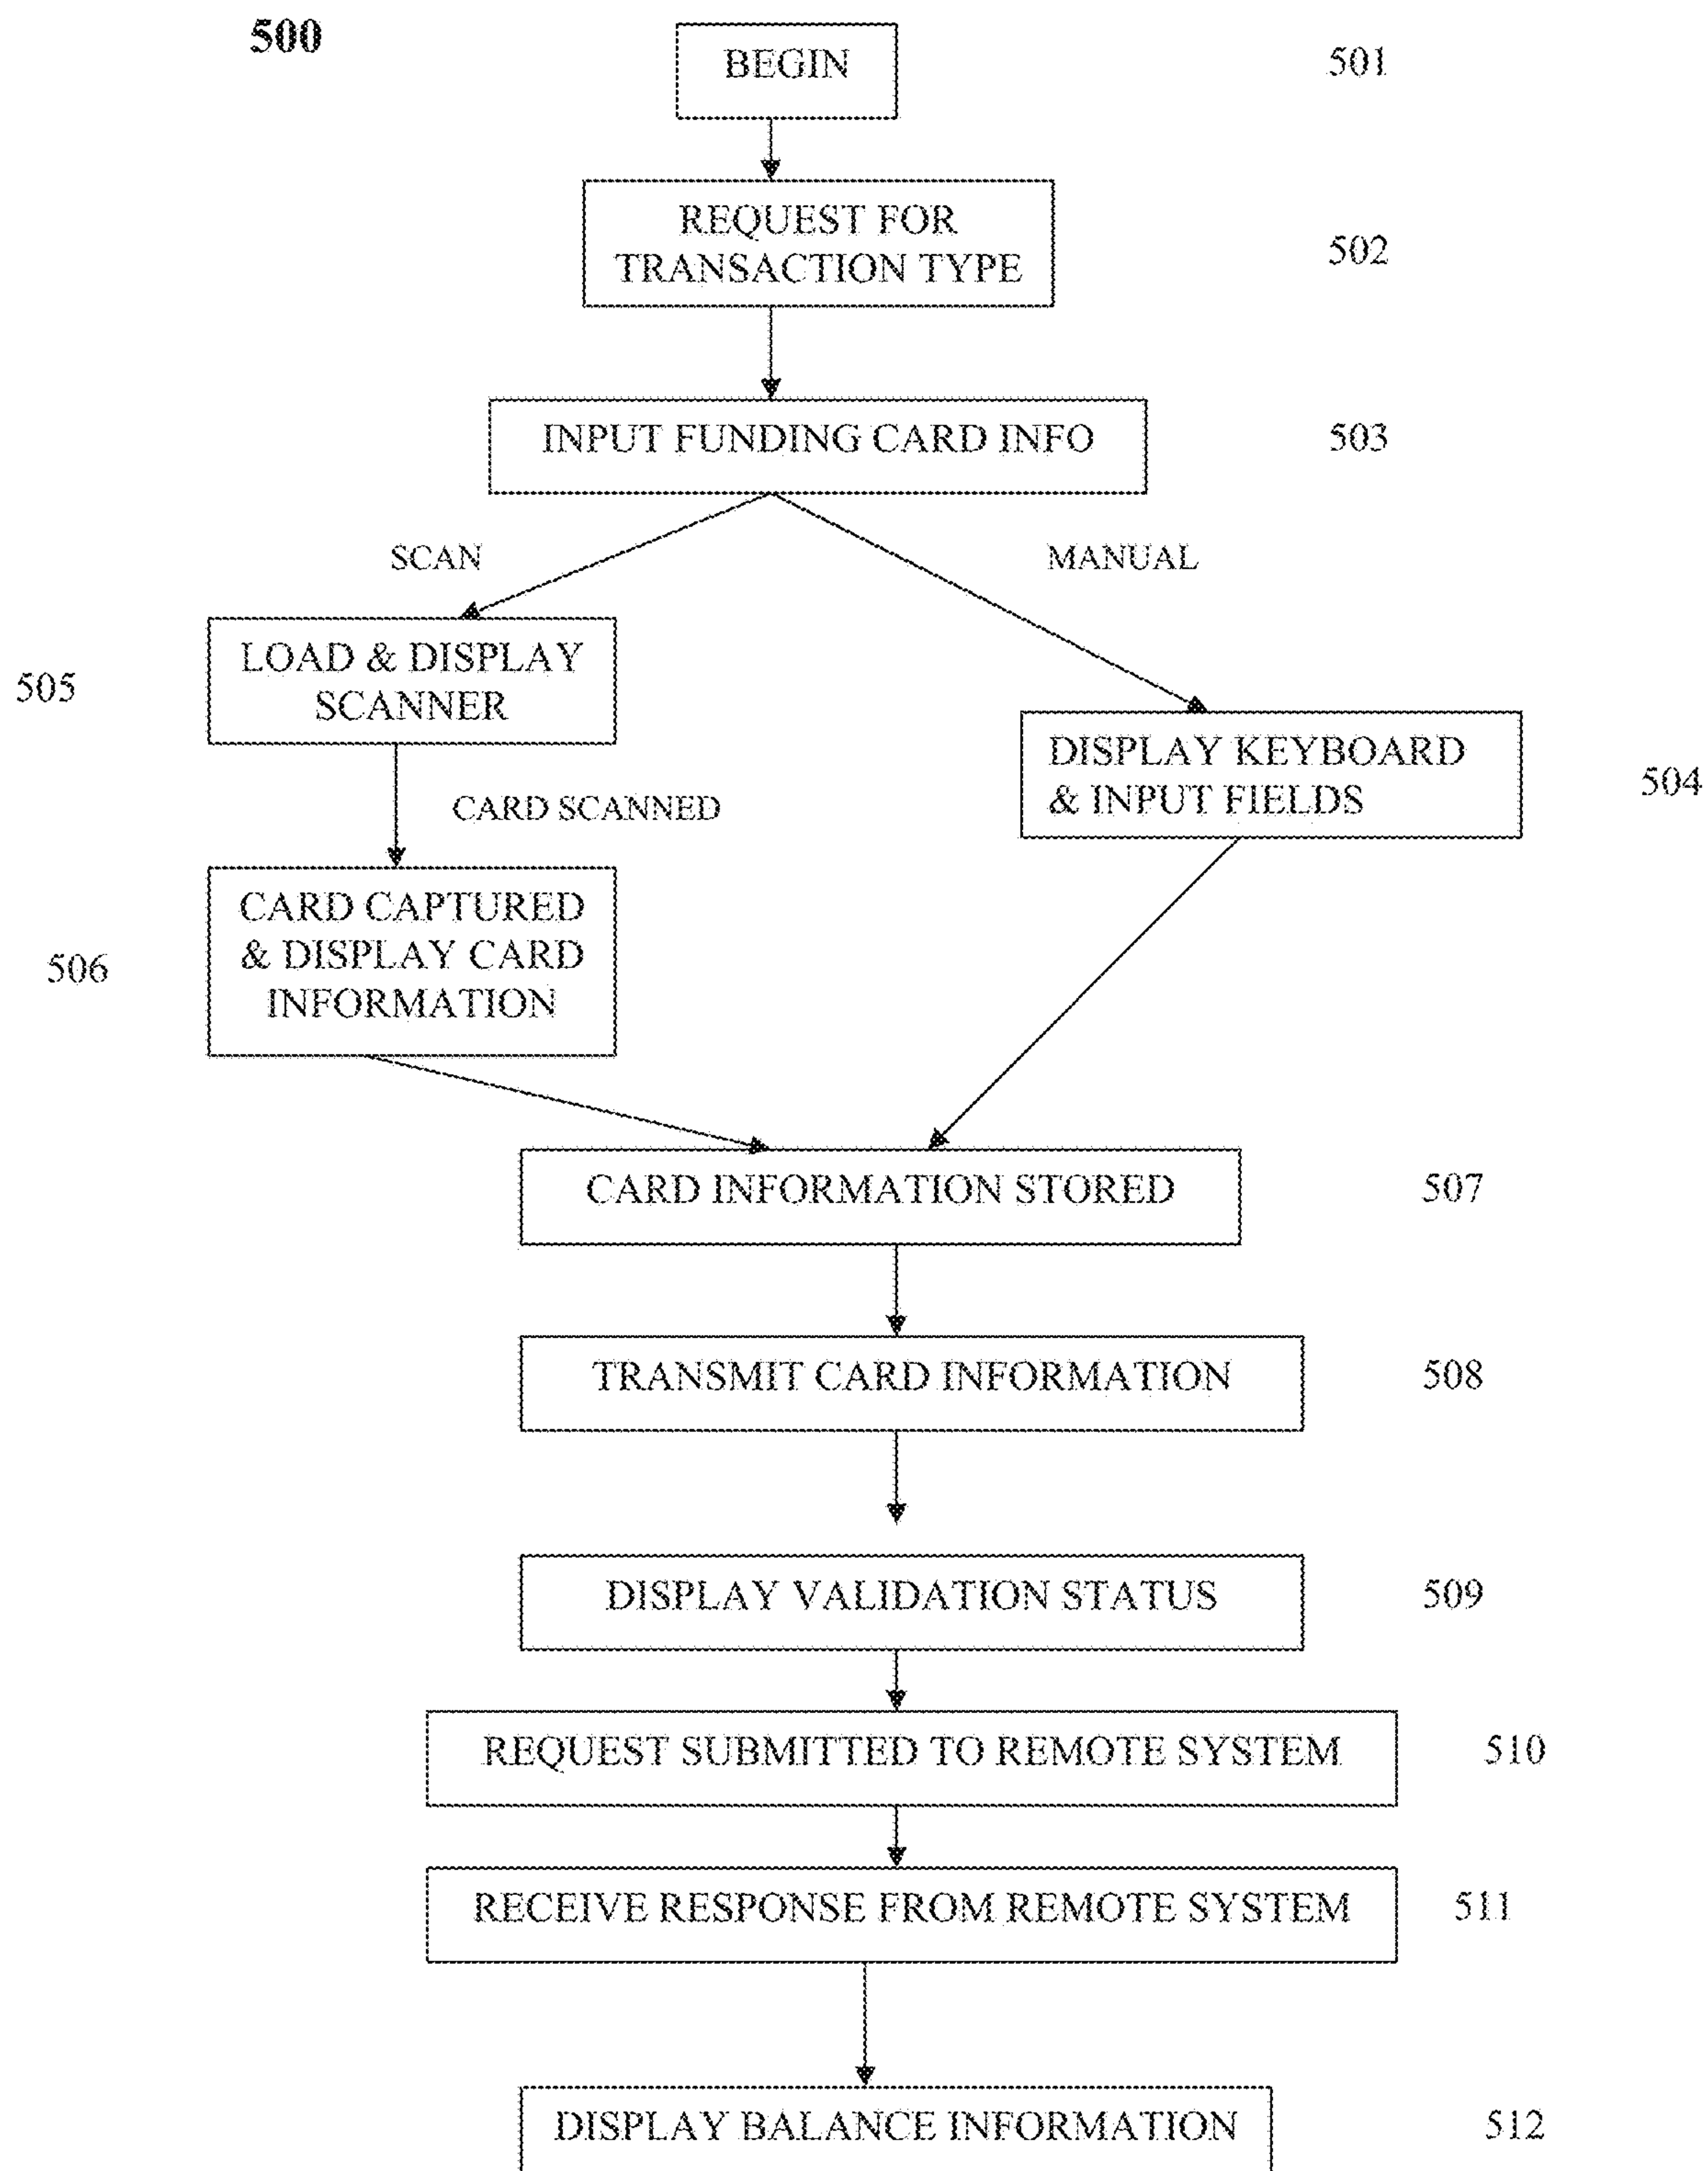 500
BEGIN
501
REQUEST FOR
TRANSACTION TYPE
502
INPUT FUNDING CARD INFO
503
SCAN
MANUAL
505
LOAD & DISPLAY
SCANNER
DISPLAY KEYBOARD
& INPUT FIELDS
504
CARD SCANNED
506
CARD CAPTURED
& DISPLAY CARD
INFORMATION
CARD INFORMATION STORED
507
TRANSMIT CARD INFORMATION
508
DISPLAY VALIDATION STATUS
509
REQUEST SUBMITTED TO REMOTE SYSTEM
510
RECEIVE RESPONSE FROM REMOTE SYSTEM
511
DISPLAY BALANCE INFORMATION
512